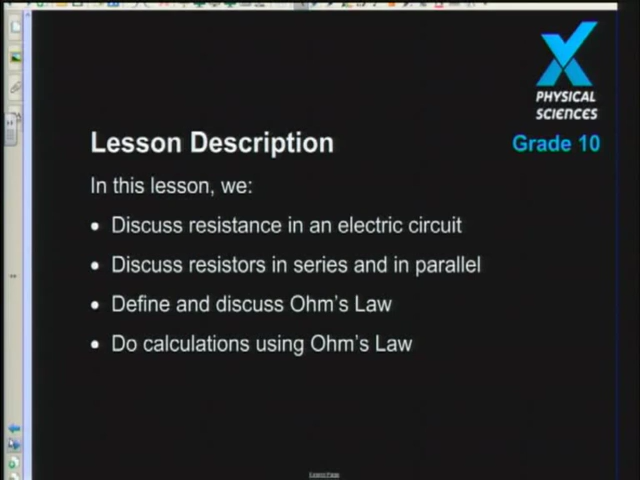 PHYSICAL
SCIENCES
Grade 10
Lesson Description
In this lesson, we:
• Discuss resistance in an electric circuit
• Discuss resistors in series and in parallel
• Define and discuss Ohm's Law
• Do calculations using Ohm's Law